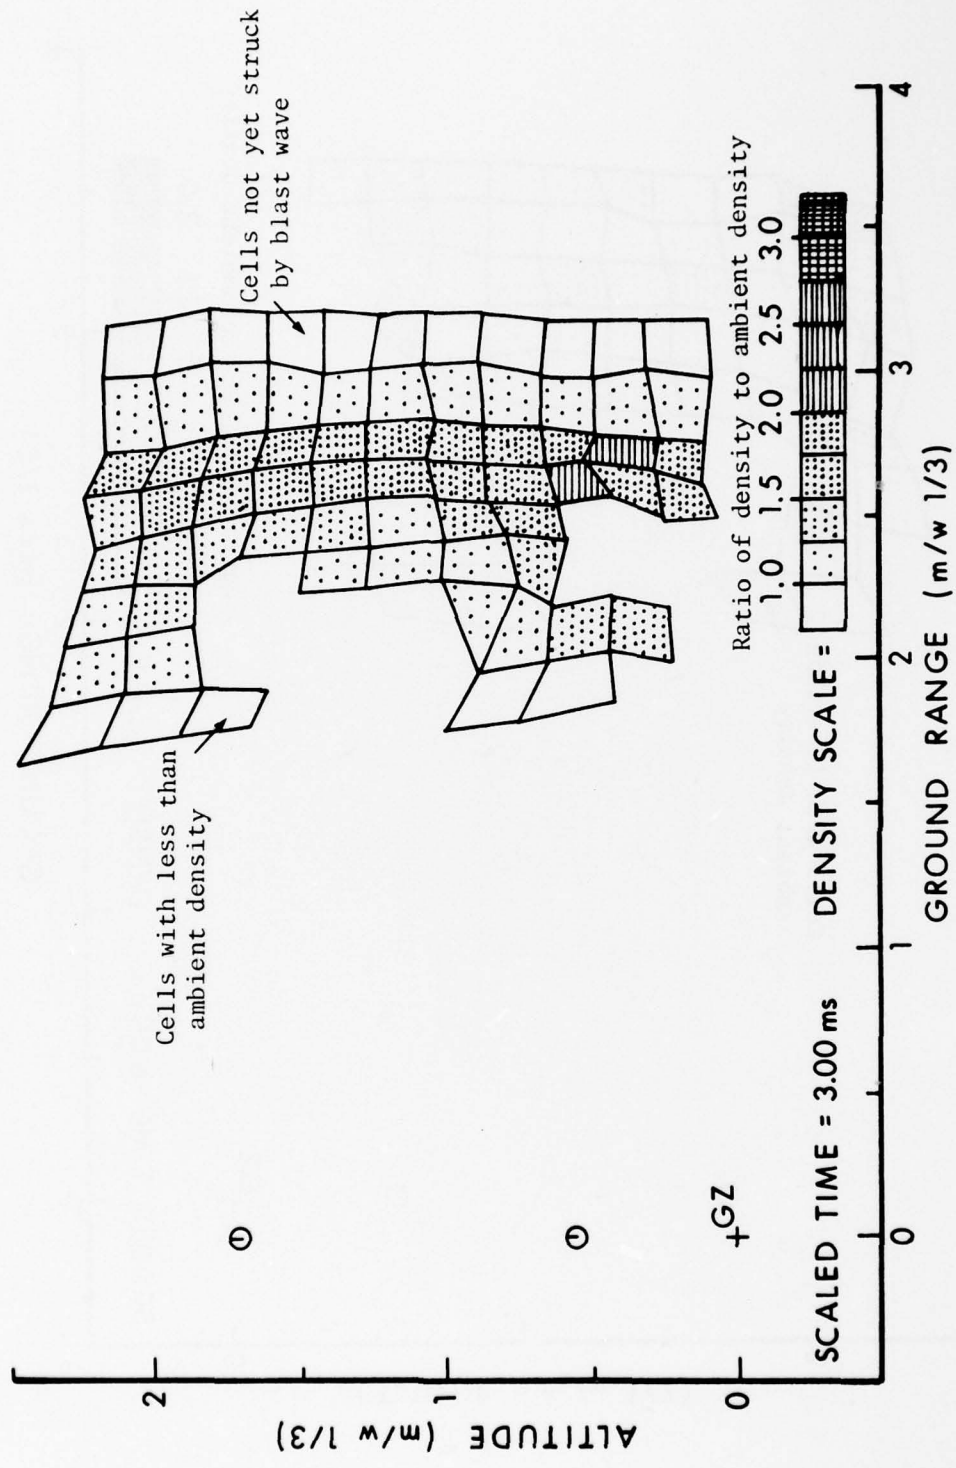 Cells not yet struck
by blast wave
Cells with less than
ambient density
Ratio of density to ambient density
1.0 1.5 2.0 2.5 3.0
SCALED TIME = 3.00 ms DENSITY SCALE =
GZ
ALTITUDE (m/w 1/3)
2
1
0
0 1 2 3 4
GROUND RANGE (m/w 1/3)